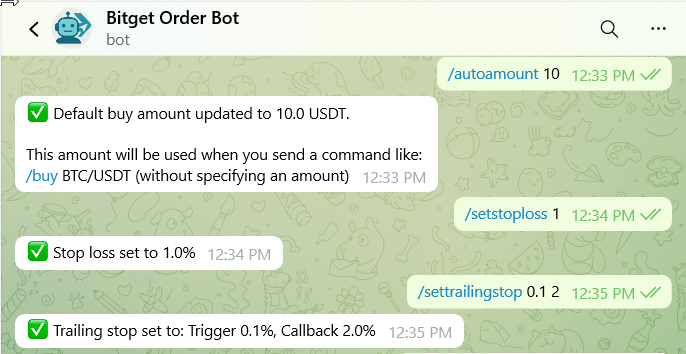 Bitget Order Bot
bot
/autoamount 10 12:33 PM
✅ Default buy amount updated to 10.0 USDT.
This amount will be used when you send a command like:
/buy BTC/USDT (without specifying an amount) 12:33 PM
/setstoploss 1 12:34 PM
✅ Stop loss set to 1.0% 12:34 PM
/settrailingstop 0.1 2 12:35 PM
✅ Trailing stop set to: Trigger 0.1%, Callback 2.0% 12:35 PM